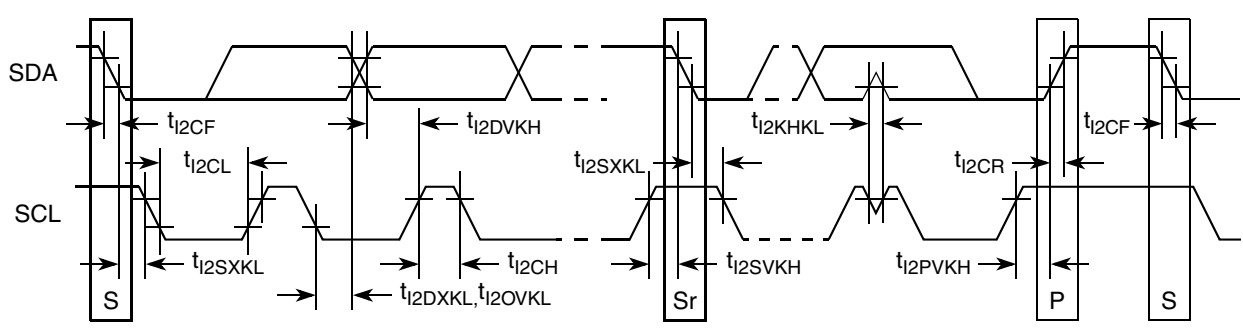 SDA
tI2CF
tI2DVKH
tI2KHKL
tI2CF
tI2CL
tI2SXKL
tI2CR
SCL
tI2SXKL
tI2CH
tI2SVKH
tI2PVKH
tI2DXKL,tI2OVKL
S
Sr
P
S